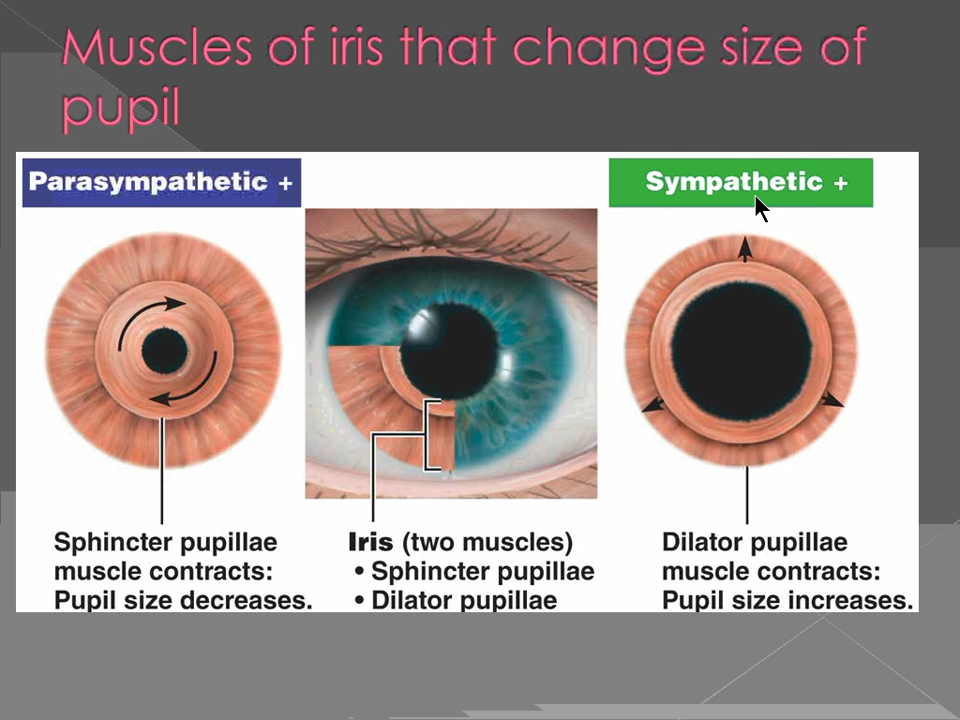 Muscles of iris that change size of
pupil
Parasympathetic +
Sympathetic +
Sphincter pupillae
muscle contracts:
Pupil size decreases.
Iris (two muscles)
• Sphincter pupillae
• Dilator pupillae
Dilator pupillae
muscle contracts:
Pupil size increases.